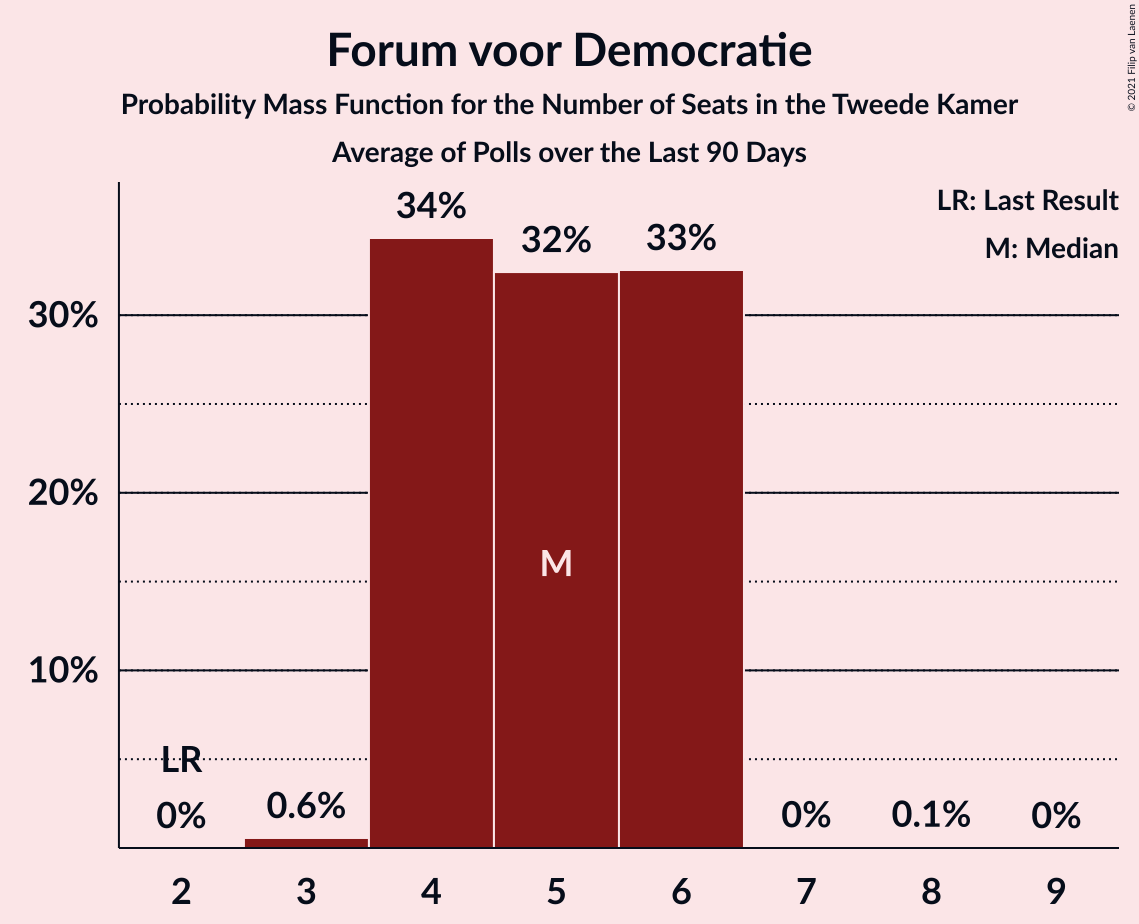 Forum voor Democratie
Probability Mass Function for the Number of Seats in the Tweede Kamer
Average of Polls over the Last 90 Days
© 2021 Filip van Laenen
LR: Last Result
M: Median
34%
32%
33%
30%
20%
M
10%
LR
0%
0.6%
0%
0.1%
0%
2 3 4 5 6 7 8 9